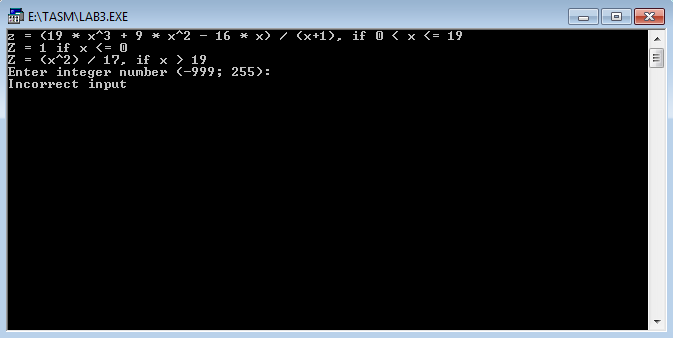 E:\TASM\LAB3.EXE
z = (19 * x^3 + 9 * x^2 - 16 * x) / (x+1), if 0 < x <= 19
Z = 1 if x <= 0
Z = (x^2) / 17, if x > 19
Enter integer number (-999; 255):
Incorrect input